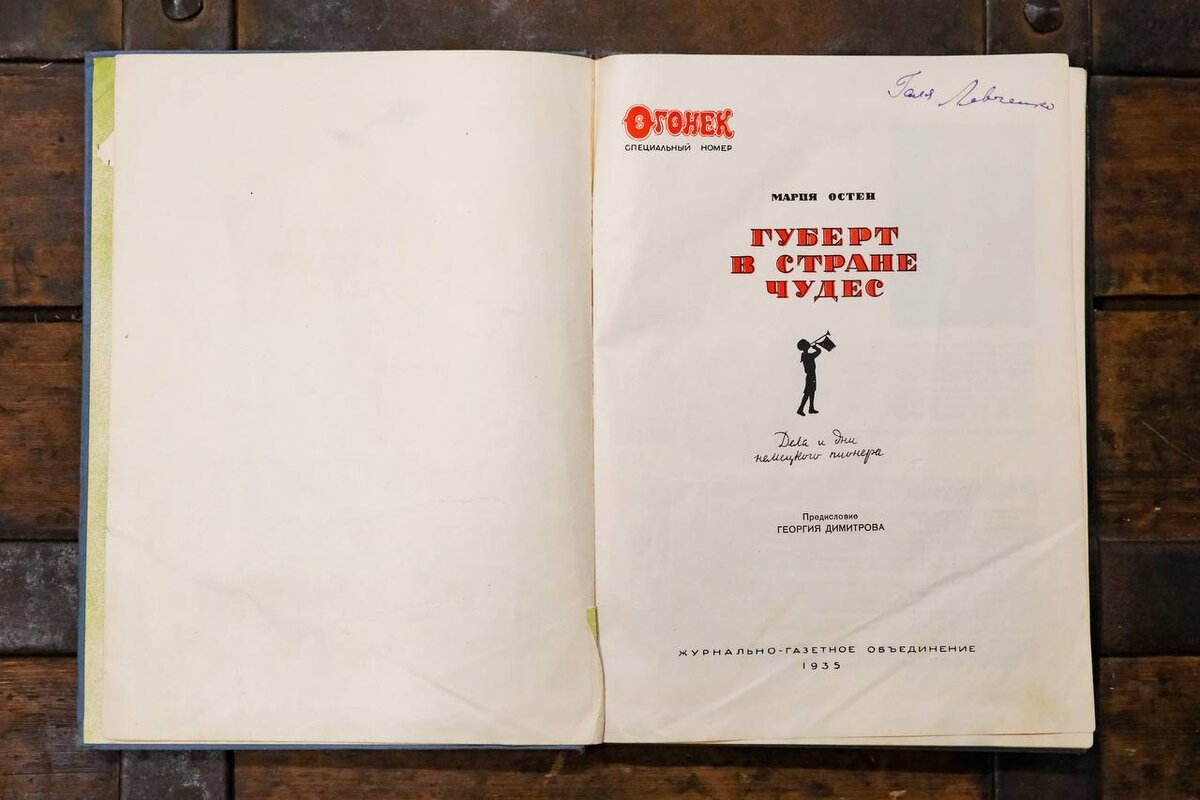 Галя Левченко
ОГОНЕК
СПЕЦИАЛЬНЫЙ НОМЕР
МАРИЯ ОСТЕН
ГУБЕРТ
В СТРАНЕ
ЧУДЕС
Дела и дни
немецкого пионера
Предисловие
ГЕОРГИЯ ДИМИТРОВА
ЖУРНАЛЬНО-ГАЗЕТНОЕ ОБЪЕДИНЕНИЕ
1935